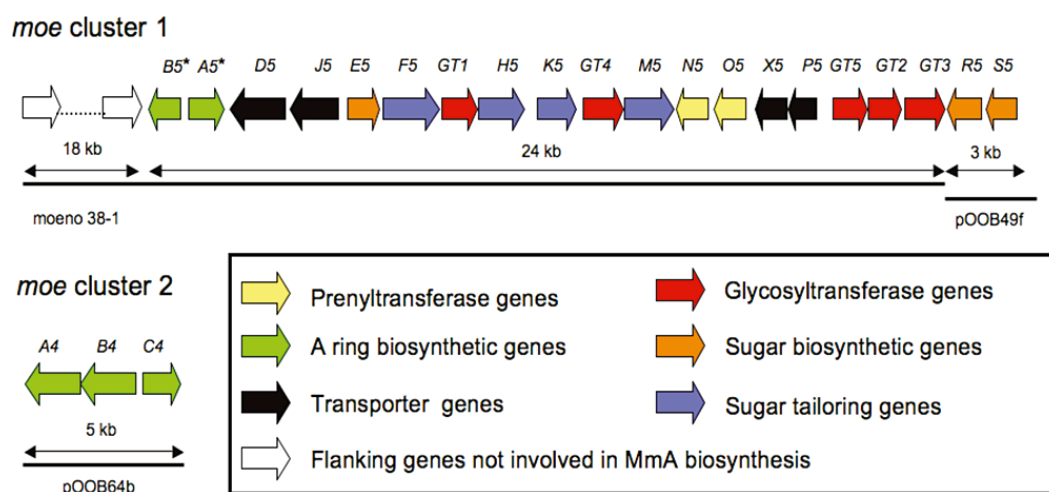 moe cluster 1
B5* A5* D5 J5 E5 F5 GT1 H5 K5 GT4 M5 N5 O5 X5 P5 GT5 GT2 GT3 R5 S5
18 kb 24 kb 3 kb
moeno 38-1 pOOB49f
moe cluster 2
A4 B4 C4
5 kb
pOOB64b
Prenyltransferase genes
Glycosyltransferase genes
A ring biosynthetic genes
Sugar biosynthetic genes
Transporter genes
Sugar tailoring genes
Flanking genes not involved in MmA biosynthesis